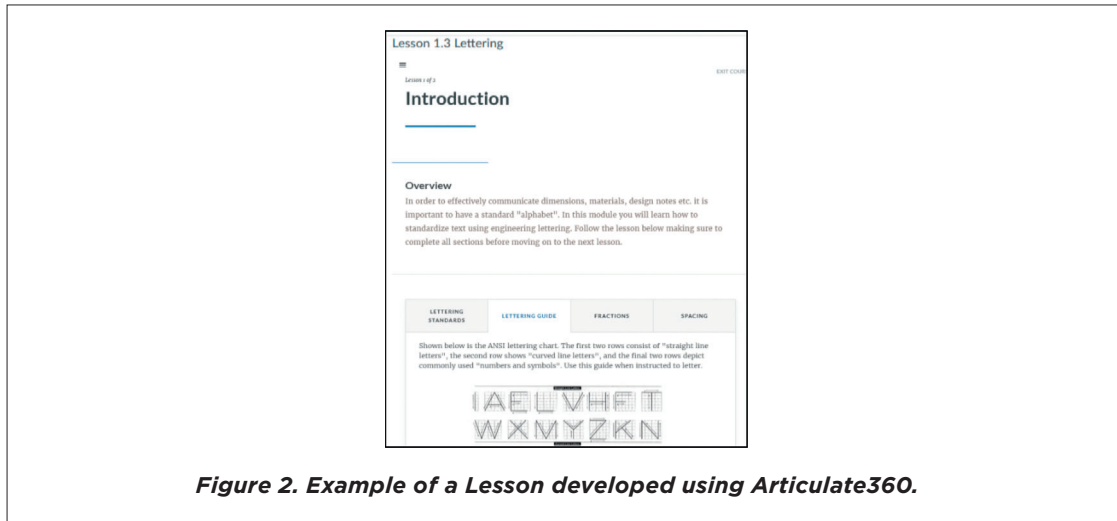 Lesson 1.3 Lettering
EXIT COUR
Lesson 1 of 2
Introduction
Overview
In order to effectively communicate dimensions, materials, design notes etc. it is
important to have a standard "alphabet". In this module you will learn how to
standardize text using engineering lettering. Follow the lesson below making sure to
complete all sections before moving on to the next lesson.
LETTERING
STANDARDS
LETTERING GUIDE
FRACTIONS
SPACING
Shown below is the ANSI lettering chart. The first two rows consist of "straight line
letters", the second row shows "curved line letters", and the final two rows depict
commonly used "numbers and symbols". Use this guide when instructed to letter.
I A E L V H F T
W X M Y Z K N
Figure 2. Example of a Lesson developed using Articulate360.